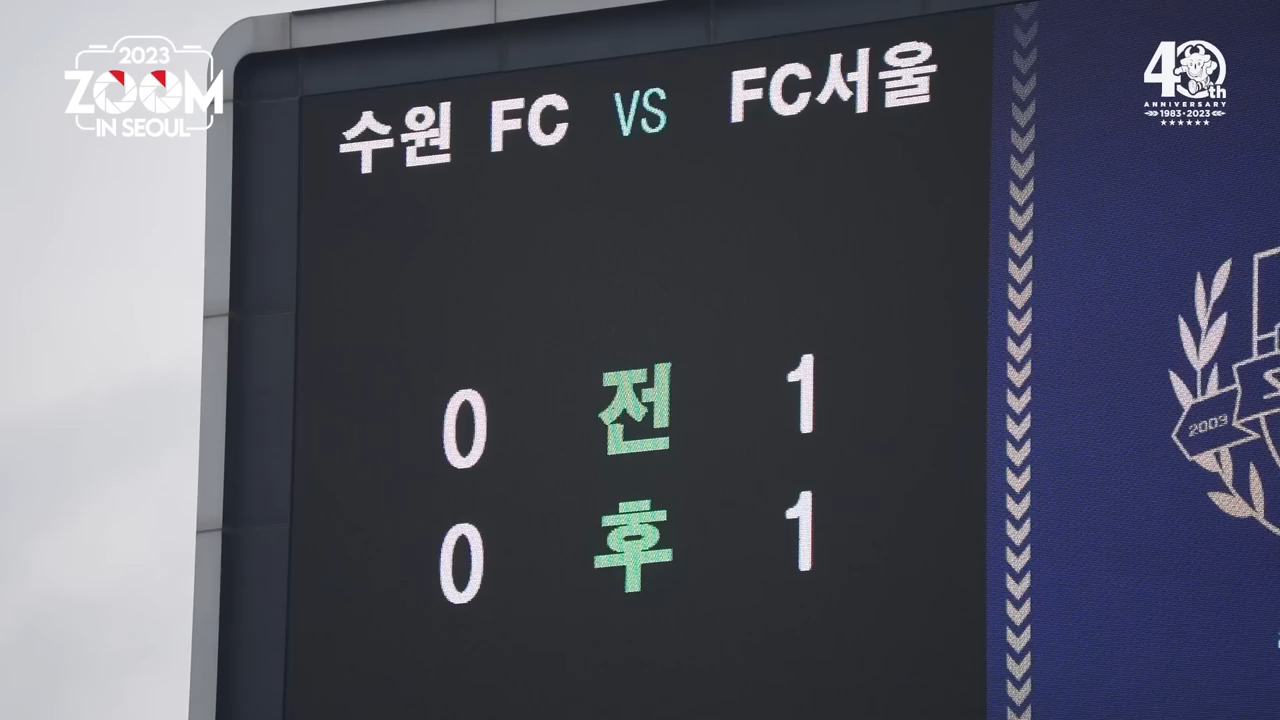 2023
ZOOM
IN SEOUL
40th
ANNIVERSARY
1983-2023
수원 FC VS FC서울
0 전 1
0 후 1
2003